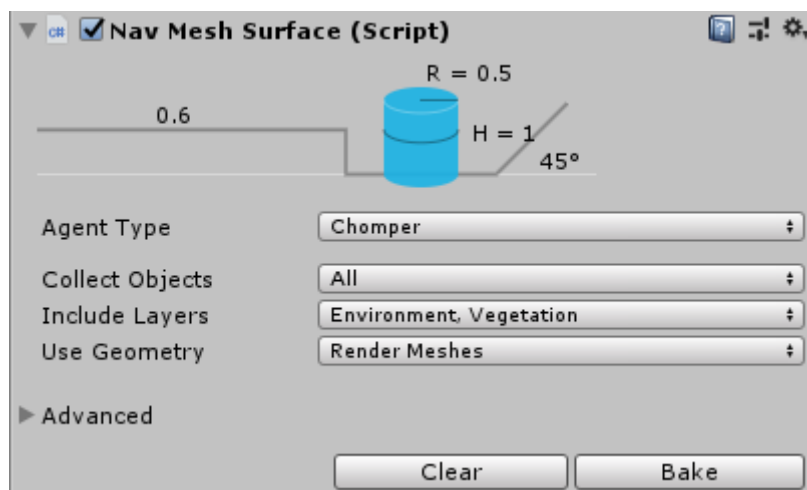 c# Nav Mesh Surface (Script)
R = 0.5
0.6
H = 1
45°
Agent Type Chomper
Collect Objects All
Include Layers Environment, Vegetation
Use Geometry Render Meshes
Advanced
Clear Bake